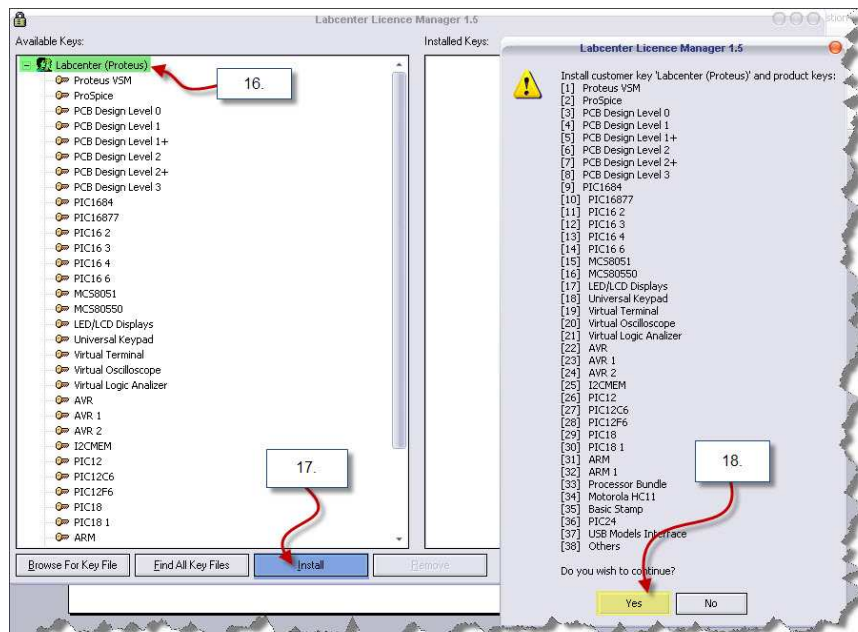 Labcenter Licence Manager 1.5
Available Keys:
Installed Keys:
Labcenter (Proteus)
Proteus VSM
ProSpice
PCB Design Level 0
PCB Design Level 1
PCB Design Level 1+
PCB Design Level 2
PCB Design Level 2+
PCB Design Level 3
PIC1684
PIC16877
PIC16 2
PIC16 3
PIC16 4
PIC16 6
MCS8051
MCS80550
LED/LCD Displays
Universal Keypad
Virtual Terminal
Virtual Oscilloscope
Virtual Logic Analizer
AVR
AVR 1
AVR 2
I2CMEM
PIC12
PIC12C6
PIC12F6
PIC18
PIC18 1
ARM
16.
17.
Browse For Key File
Find All Key Files
Install
Remove
Labcenter Licence Manager 1.5
Install customer key 'Labcenter (Proteus)' and product keys:
[1] Proteus VSM
[2] ProSpice
[3] PCB Design Level 0
[4] PCB Design Level 1
[5] PCB Design Level 1+
[6] PCB Design Level 2
[7] PCB Design Level 2+
[8] PCB Design Level 3
[9] PIC1684
[10] PIC16877
[11] PIC16 2
[12] PIC16 3
[13] PIC16 4
[14] PIC16 6
[15] MCS8051
[16] MCS80550
[17] LED/LCD Displays
[18] Universal Keypad
[19] Virtual Terminal
[20] Virtual Oscilloscope
[21] Virtual Logic Analizer
[22] AVR
[23] AVR 1
[24] AVR 2
[25] I2CMEM
[26] PIC12
[27] PIC12C6
[28] PIC12F6
[29] PIC18
[30] PIC18 1
[31] ARM
[32] ARM 1
[33] Processor Bundle
[34] Motorola HC11
[35] Basic Stamp
[36] PIC24
[37] USB Models Interface
[38] Others
18.
Do you wish to continue?
Yes
No